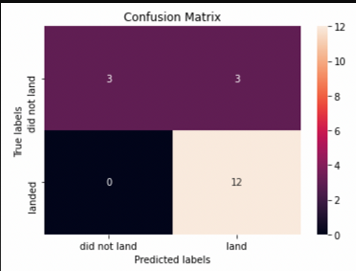 Confusion Matrix
12
10
8
6
4
2
0
True labels
did not land
landed
3
3
0
12
did not land
land
Predicted labels